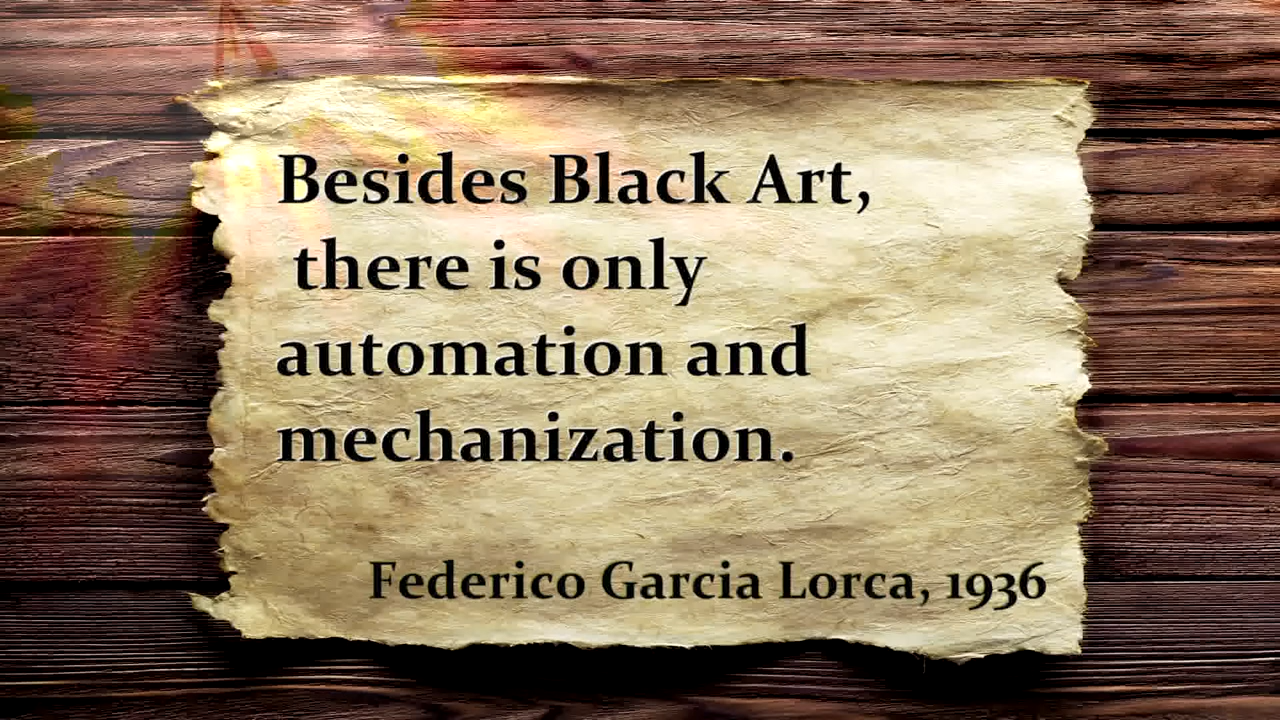 Besides Black Art,
there is only
automation and
mechanization.
Federico Garcia Lorca, 1936